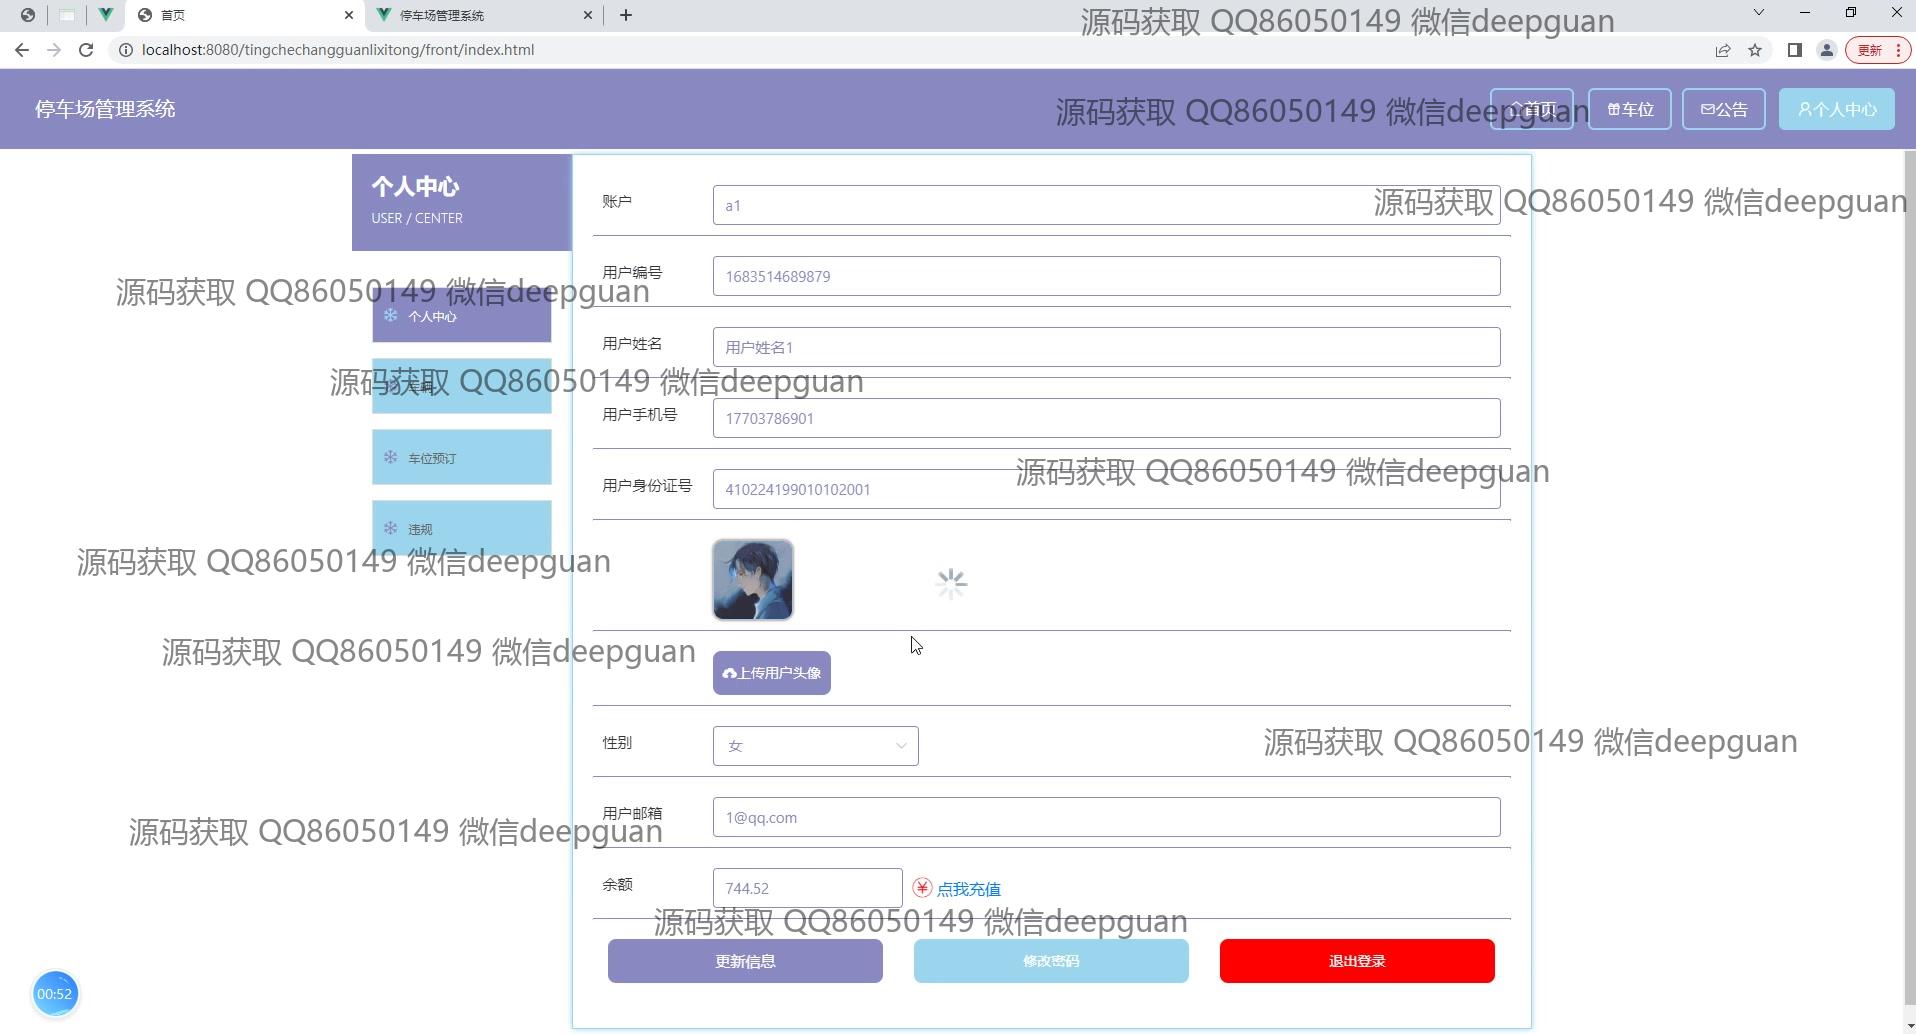 首页
停车场管理系统
源码获取 QQ86050149 微信deepguan
localhost:8080/tingchechangguanlixitong/front/index.html
更新
停车场管理系统
源码获取 QQ86050149 微信deepguan
首页
车位
公告
个人中心
个人中心
USER / CENTER
账户
a1
源码获取 QQ86050149 微信deepguan
用户编号
1683514689879
源码获取 QQ86050149 微信deepguan
个人中心
用户姓名
用户姓名1
源码获取 QQ86050149 微信deepguan
车辆
用户手机号
17703786901
车位预订
源码获取 QQ86050149 微信deepguan
用户身份证号
410224199010102001
违规
源码获取 QQ86050149 微信deepguan
源码获取 QQ86050149 微信deepguan
上传用户头像
性别
女
源码获取 QQ86050149 微信deepguan
用户邮箱
1@qq.com
源码获取 QQ86050149 微信deepguan
余额
744.52
点我充值
源码获取 QQ86050149 微信deepguan
更新信息
修改密码
退出登录
00:52